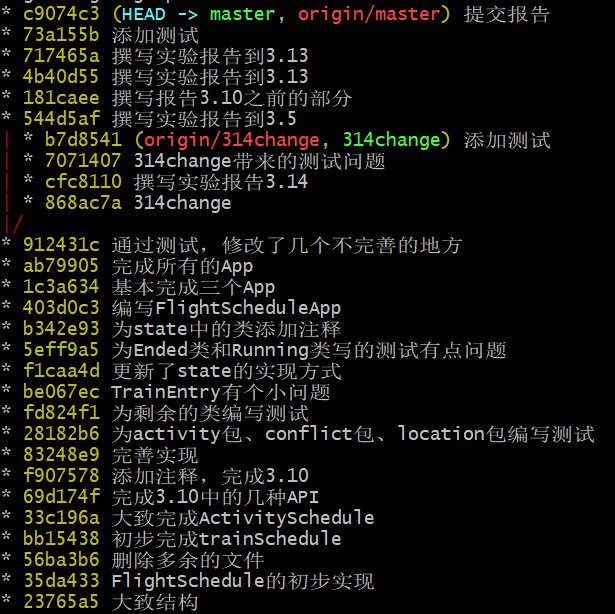 * c9074c3 (HEAD -> master, origin/master) 提交报告
* 73a155b 添加测试
* 717465a 撰写实验报告到3.13
* 4b40d55 撰写实验报告到3.13
* 181caee 撰写报告3.10之前的部分
* 544d5af 撰写实验报告到3.5
| * b7d8541 (origin/314change, 314change) 添加测试
| * 7071407 314change带来的测试问题
| * cfc8110 撰写实验报告3.14
| * 868ac7a 314change
|/
* 912431c 通过测试，修改了几个不完善的地方
* ab79905 完成所有的App
* 1c3a634 基本完成三个App
* 403d0c3 编写FlightScheduleApp
* b342e93 为state中的类添加注释
* 5eff9a5 为Ended类和Running类写的测试有点问题
* f1caa4d 更新了state的实现方式
* be067ec TrainEntry有个小问题
* fd824f1 为剩余的类编写测试
* 28182b6 为activity包、conflict包、location包编写测试
* 83248e9 完善实现
* f907578 添加注释，完成3.10
* 69d174f 完成3.10中的几种API
* 33c196a 大致完成ActivitySchedule
* bb15438 初步完成trainSchedule
* 56ba3b6 删除多余的文件
* 35da433 FlightSchedule的初步实现
* 23765a5 大致结构